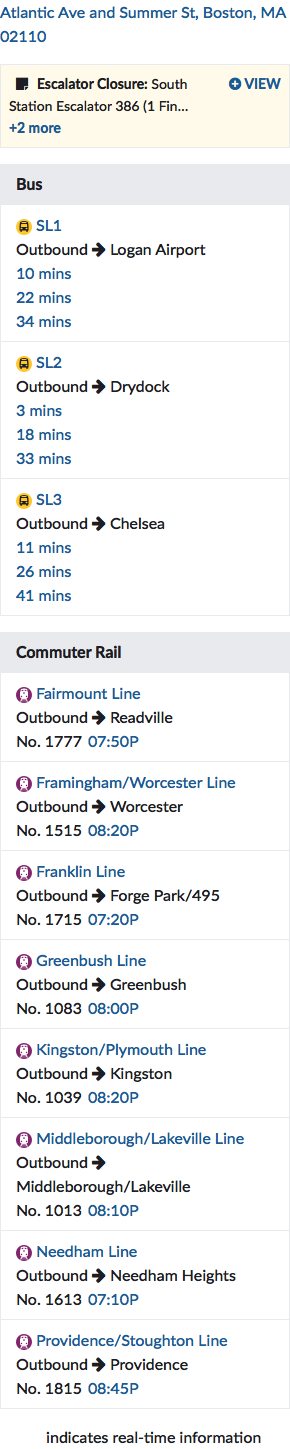 Atlantic Ave and Summer St, Boston, MA
02110
Escalator Closure: South
Station Escalator 386 (1 Fin...
+2 more
VIEW
Bus
SL1
Outbound → Logan Airport
10 mins
22 mins
34 mins
SL2
Outbound → Drydock
3 mins
18 mins
33 mins
SL3
Outbound → Chelsea
11 mins
26 mins
41 mins
Commuter Rail
Fairmount Line
Outbound → Readville
No. 1777 07:50P
Framingham/Worcester Line
Outbound → Worcester
No. 1515 08:20P
Franklin Line
Outbound → Forge Park/495
No. 1715 07:20P
Greenbush Line
Outbound → Greenbush
No. 1083 08:00P
Kingston/Plymouth Line
Outbound → Kingston
No. 1039 08:20P
Middleborough/Lakeville Line
Outbound →
Middleborough/Lakeville
No. 1013 08:10P
Needham Line
Outbound → Needham Heights
No. 1613 07:10P
Providence/Stoughton Line
Outbound → Providence
No. 1815 08:45P
indicates real-time information